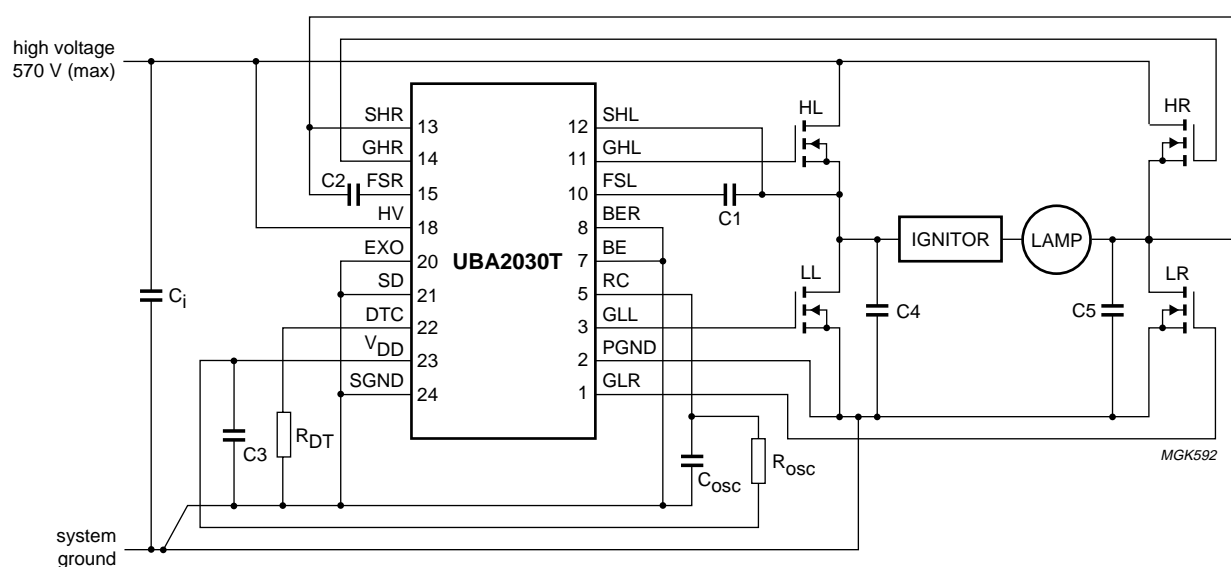 high voltage
570 V (max)
SHR 13
GHR 14
C2 FSR 15
HV 18
EXO 20
SD 21
DTC 22
VDD 23
SGND 24
UBA2030T
12 SHL
11 GHL
10 FSL
8 BER
7 BE
5 RC
3 GLL
2 PGND
1 GLR
C1
HL
HR
IGNITOR
LAMP
LL
LR
C4
C5
Ci
C3
RDT
Cosc
Rosc
MGK592
system
ground